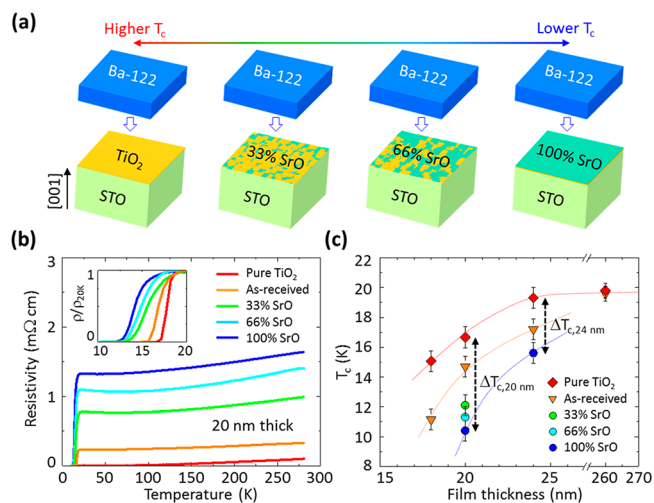 (a)
Higher Tc
Lower Tc
Ba-122
Ba-122
Ba-122
Ba-122
TiO2
33% SrO
66% SrO
100% SrO
[001]
STO
STO
STO
STO
(b)
Resistivity (mΩ cm)
3
2
1
0
ρ/ρ20K
1
0
10
15
20
Pure TiO2
As-received
33% SrO
66% SrO
100% SrO
20 nm thick
0
50
100
150
200
250
300
Temperature (K)
(c)
Tc (K)
22
20
18
16
14
12
10
ΔTc,24 nm
ΔTc,20 nm
Pure TiO2
As-received
33% SrO
66% SrO
100% SrO
18
20
22
24
26
260
270
Film thickness (nm)